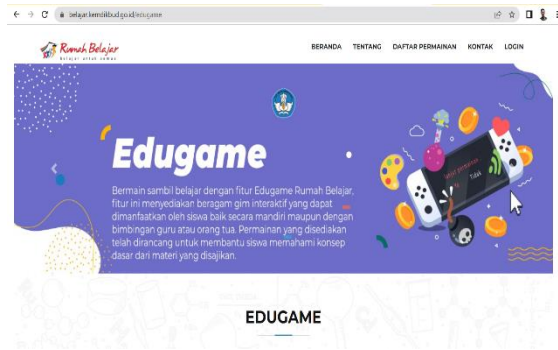 belajar.kemdikbud.go.id/edugame
Rumah Belajar
Belajar untuk semua
BERANDA TENTANG DAFTAR PERMAINAN KONTAK LOGIN
Edugame
Bermain sambil belajar dengan fitur Edugame Rumah Belajar,
fitur ini menyediakan beragam gim interaktif yang dapat
dimanfaatkan oleh siswa baik secara mandiri maupun dengan
bimbingan guru atau orang tua. Permainan yang disediakan
telah dirancang untuk membantu siswa memahami konsep
dasar dari materi yang disajikan.
Tidak
EDUGAME